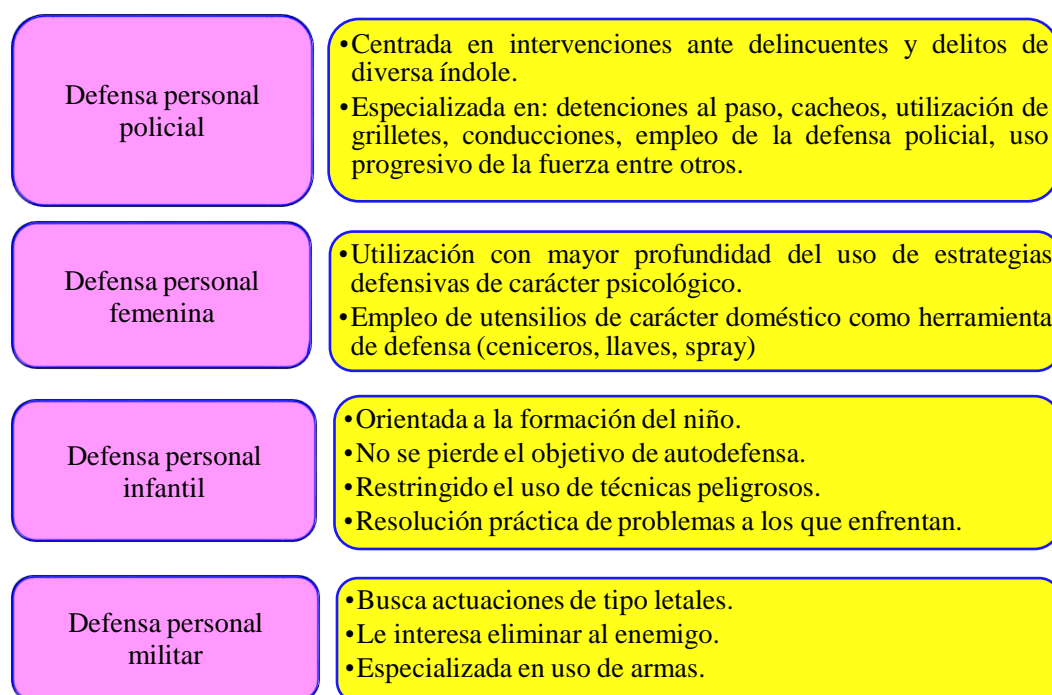 Defensa personal
policial
•Centrada en intervenciones ante delincuentes y delitos de
diversa índole.
•Especializada en: detenciones al paso, cacheos, utilización de
grilletes, conducciones, empleo de la defensa policial, uso
progresivo de la fuerza entre otros.
Defensa personal
femenina
•Utilización con mayor profundidad del uso de estrategias
defensivas de carácter psicológico.
•Empleo de utensilios de carácter doméstico como herramienta
de defensa (ceniceros, llaves, spray)
Defensa personal
infantil
•Orientada a la formación del niño.
•No se pierde el objetivo de autodefensa.
•Restringido el uso de técnicas peligrosos.
•Resolución práctica de problemas a los que enfrentan.
Defensa personal
militar
•Busca actuaciones de tipo letales.
•Le interesa eliminar al enemigo.
•Especializada en uso de armas.